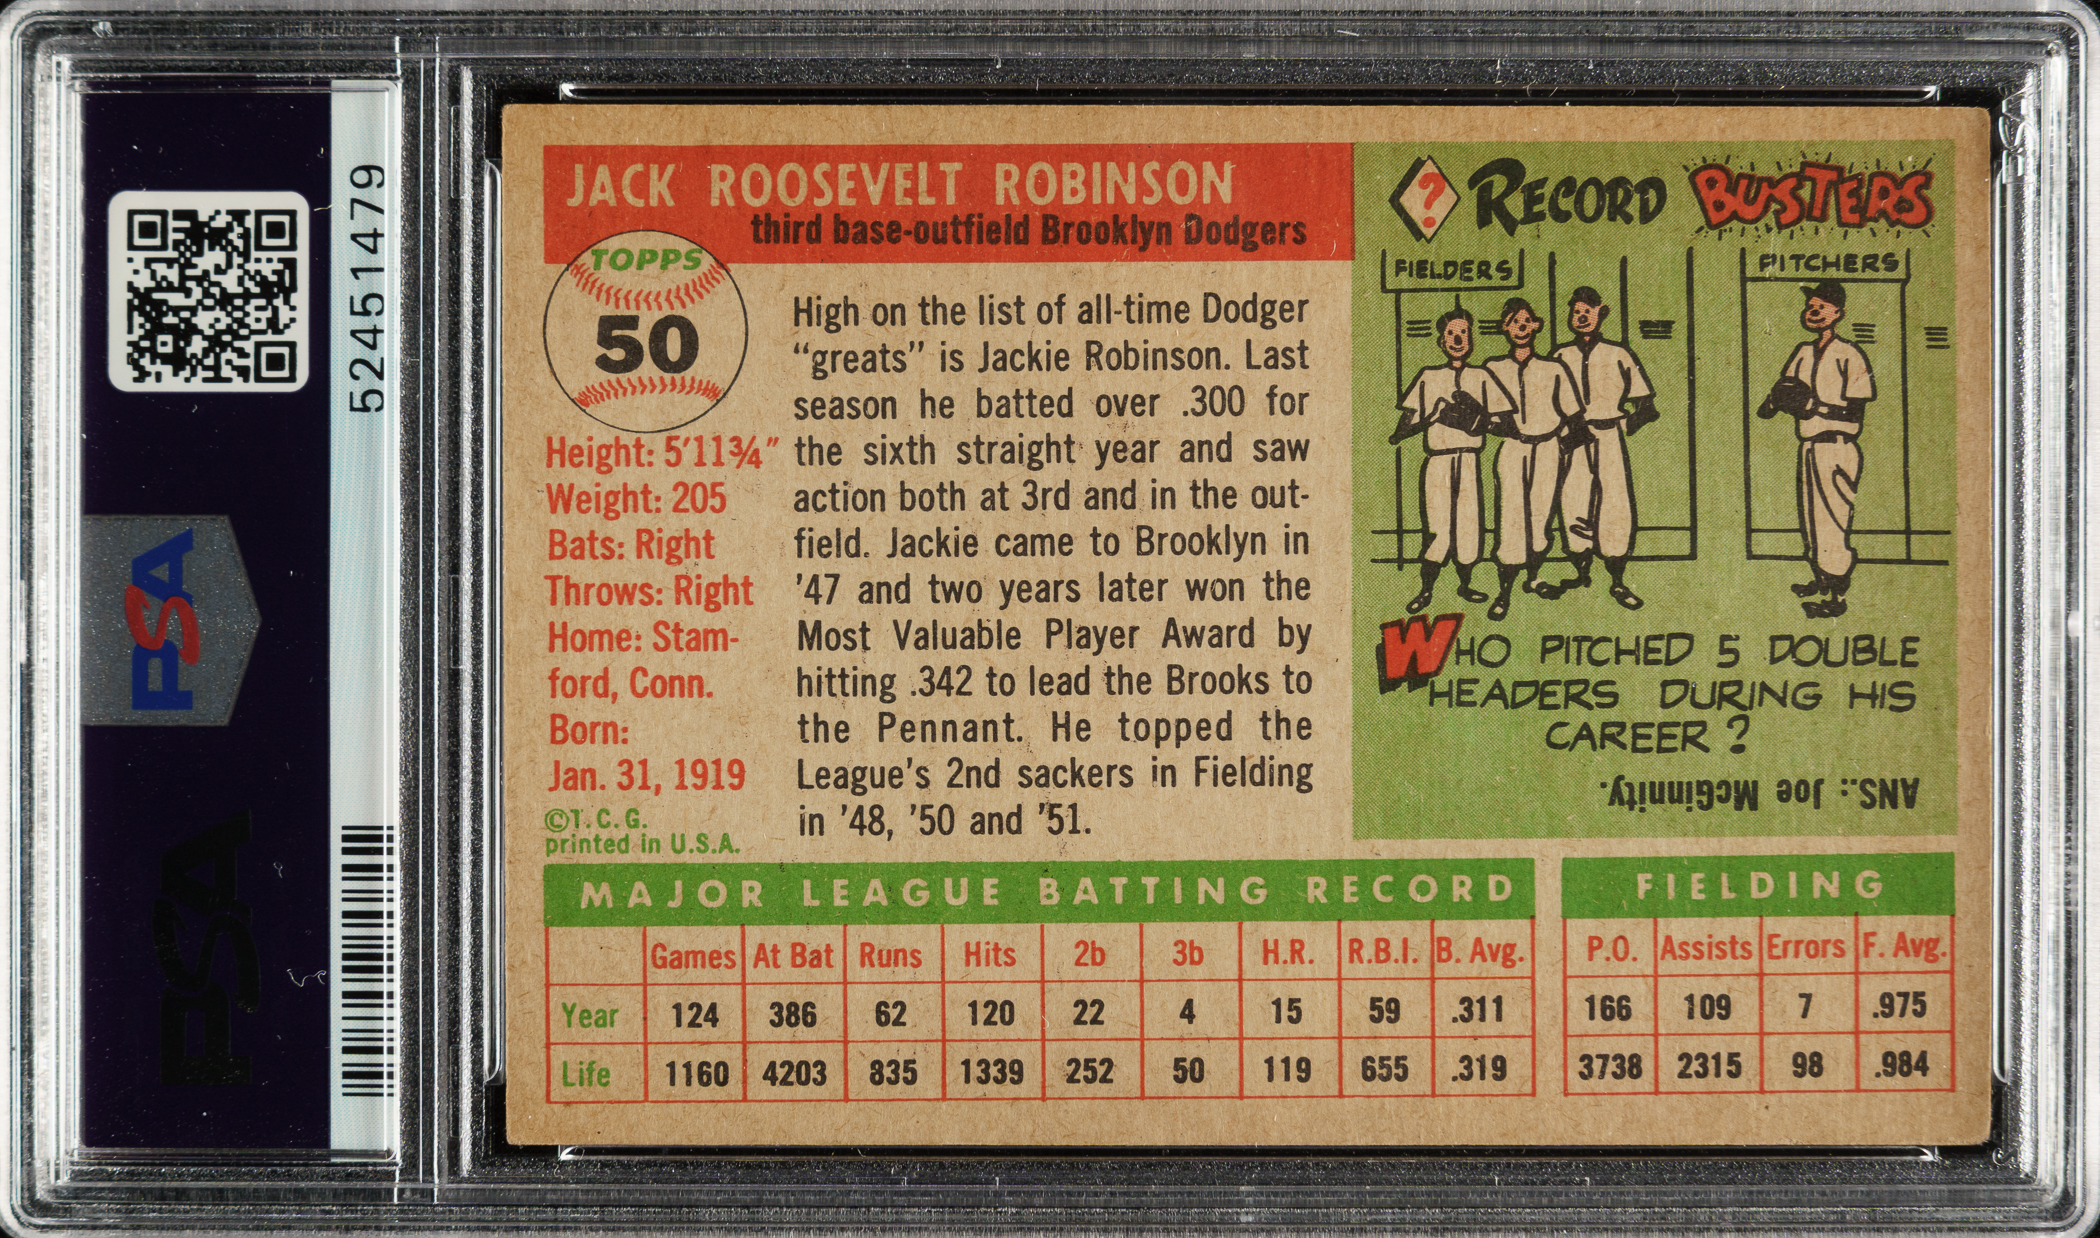 52451479
PSA
PSA
JACK ROOSEVELT ROBINSON
third base-outfield Brooklyn Dodgers
TOPPS
50
Height: 5'11¾"
Weight: 205
Bats: Right
Throws: Right
Home: Stam-
ford, Conn.
Born:
Jan. 31, 1919
©T.C.G.
printed in U.S.A.
High on the list of all-time Dodger
“greats” is Jackie Robinson. Last
season he batted over .300 for
the sixth straight year and saw
action both at 3rd and in the out-
field. Jackie came to Brooklyn in
’47 and two years later won the
Most Valuable Player Award by
hitting .342 to lead the Brooks to
the Pennant. He topped the
League’s 2nd sackers in Fielding
in ’48, ’50 and ’51.
? RECORD BUSTERS
FIELDERS
PITCHERS
WHO PITCHED 5 DOUBLE
HEADERS DURING HIS
CAREER?
ANS.: Joe McGinnity.
MAJOR LEAGUE BATTING RECORD
Games At Bat Runs Hits 2b 3b H.R. R.B.I. B. Avg.
Year 124 386 62 120 22 4 15 59 .311
Life 1160 4203 835 1339 252 50 119 655 .319
FIELDING
P.O. Assists Errors F. Avg.
166 109 7 .975
3738 2315 98 .984